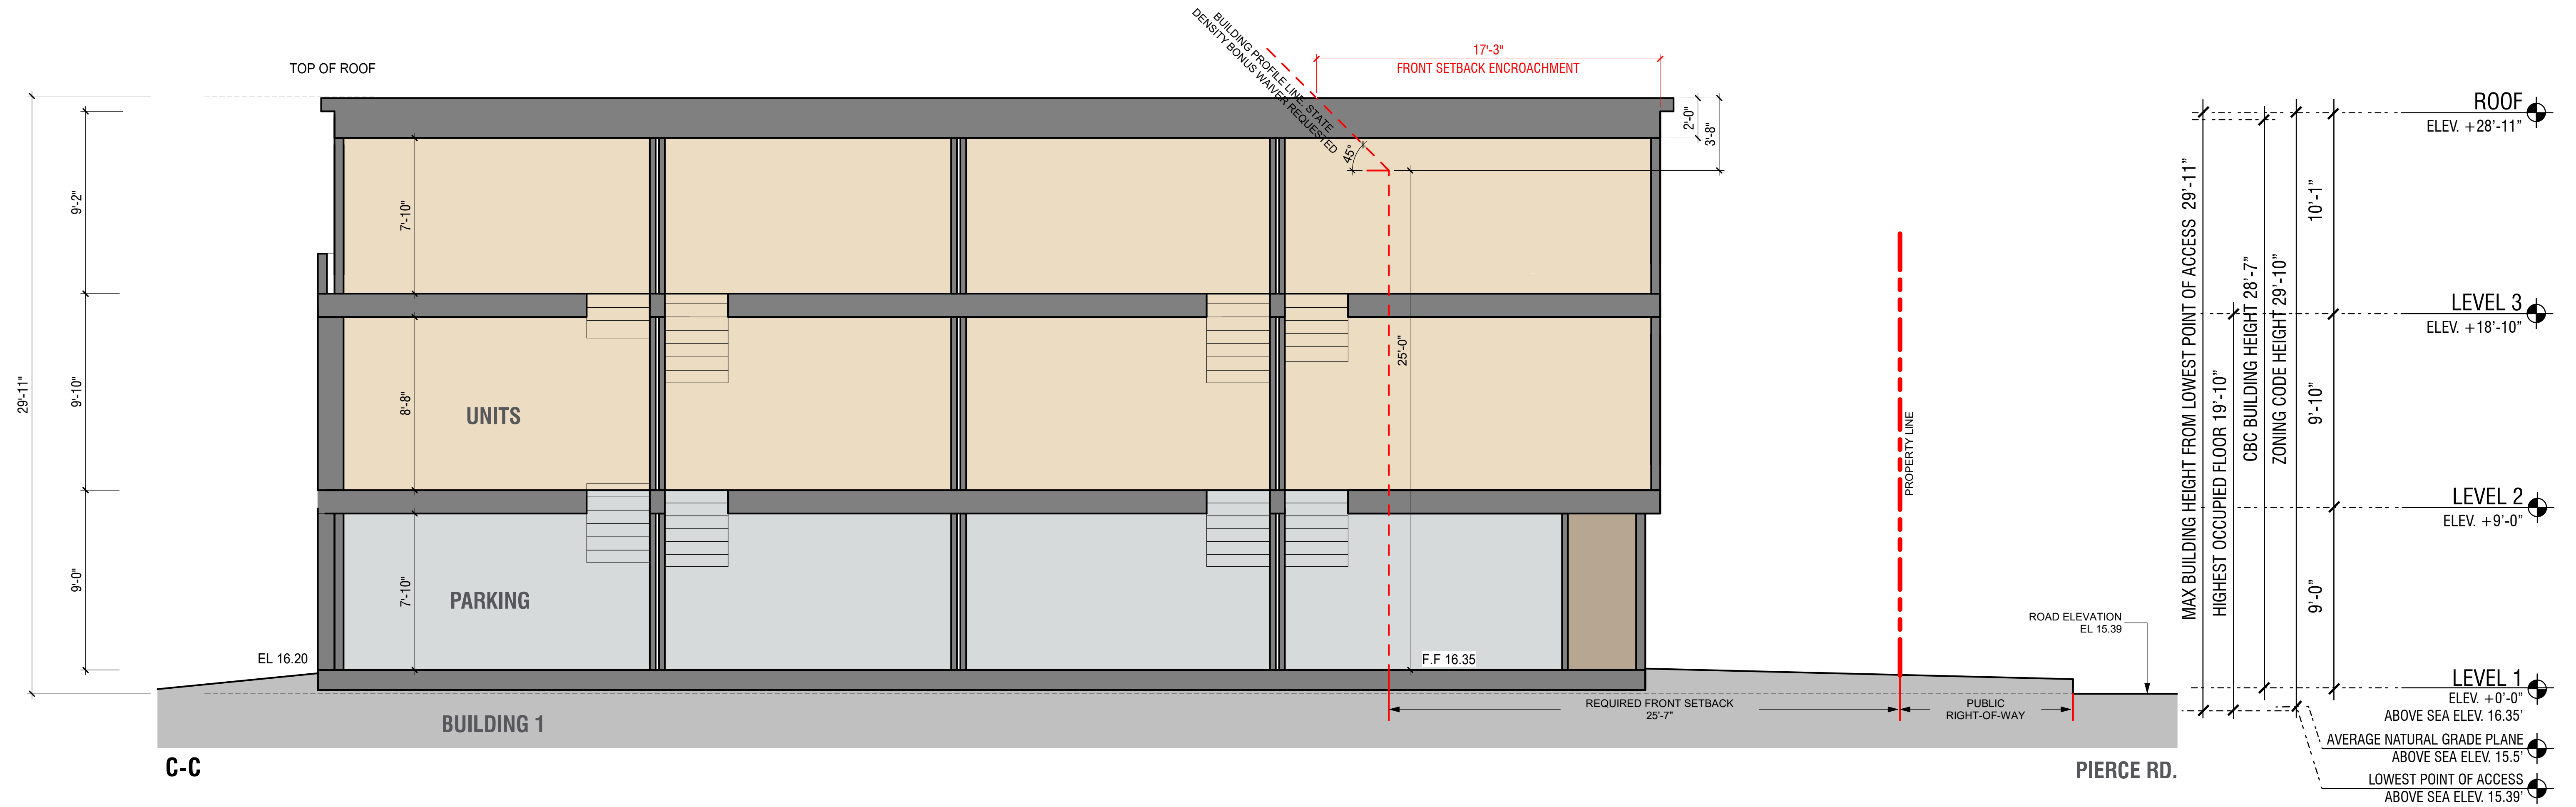 TOP OF ROOF
BUILDING PROFILE LINE STATE
DENSITY BONUS WAIVER REQUESTED
17'-3"
FRONT SETBACK ENCROACHMENT
2'-0"
3'-8"
45°
29'-11"
9'-2"
9'-10"
9'-0"
7'-10"
8'-8"
7'-10"
25'-0"
UNITS
PARKING
EL 16.20
F.F 16.35
BUILDING 1
C-C
REQUIRED FRONT SETBACK
25'-7"
PROPERTY LINE
PUBLIC
RIGHT-OF-WAY
ROAD ELEVATION
EL 15.39
PIERCE RD.
MAX BUILDING HEIGHT FROM LOWEST POINT OF ACCESS 29'-11"
HIGHEST OCCUPIED FLOOR 19'-10"
CBC BUILDING HEIGHT 28'-7"
ZONING CODE HEIGHT 29'-10"
10'-1"
9'-10"
9'-0"
ROOF
ELEV. +28'-11"
LEVEL 3
ELEV. +18'-10"
LEVEL 2
ELEV. +9'-0"
LEVEL 1
ELEV. +0'-0"
ABOVE SEA ELEV. 16.35'
AVERAGE NATURAL GRADE PLANE
ABOVE SEA ELEV. 15.5'
LOWEST POINT OF ACCESS
ABOVE SEA ELEV. 15.39'